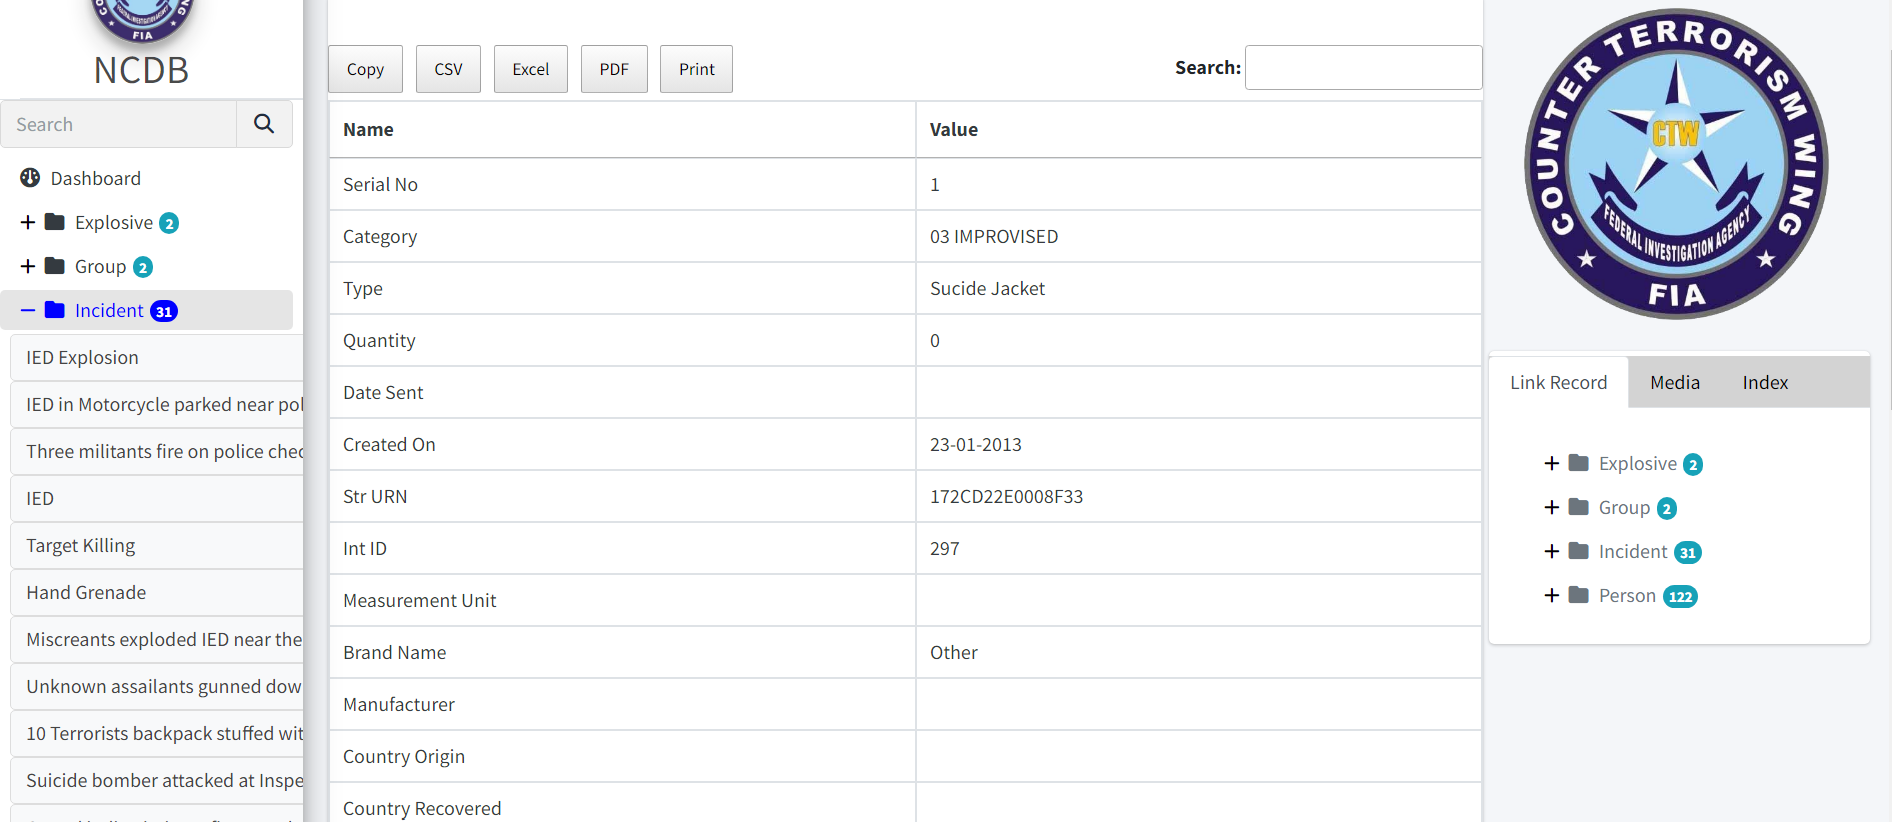 FIA
NCDB
Search
Dashboard
Explosive 2
Group 2
Incident 31
IED Explosion
IED in Motorcycle parked near pol
Three militants fire on police chec
IED
Target Killing
Hand Grenade
Miscreants exploded IED near the
Unknown assailants gunned dow
10 Terrorists backpack stuffed wit
Suicide bomber attacked at Inspe
Copy CSV Excel PDF Print Search:
Name Value
Serial No 1
Category 03 IMPROVISED
Type Sucide Jacket
Quantity 0
Date Sent
Created On 23-01-2013
Str URN 172CD22E0008F33
Int ID 297
Measurement Unit
Brand Name Other
Manufacturer
Country Origin
Country Recovered
COUNTER TERRORISM WING
CTW
FEDERAL INVESTIGATION AGENCY
FIA
Link Record Media Index
Explosive 2
Group 2
Incident 31
Person 122